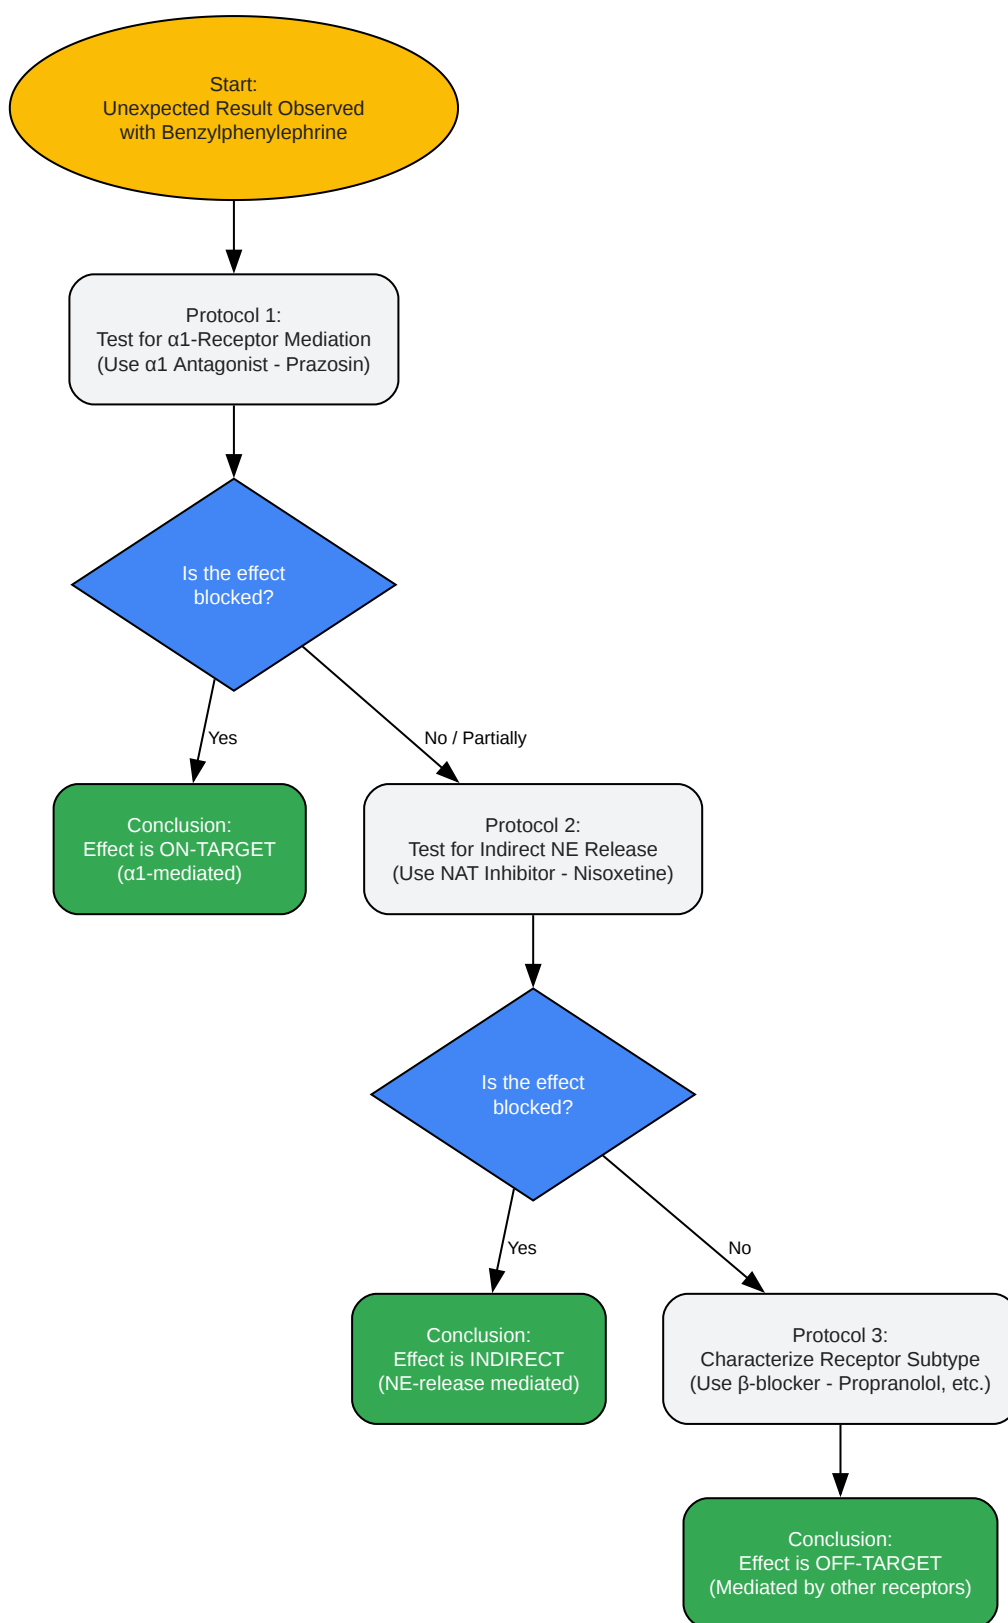 Start:
Unexpected Result Observed
with Benzylphenylephrine
Protocol 1:
Test for α1-Receptor Mediation
(Use α1 Antagonist - Prazosin)
Is the effect
blocked?
Yes
No / Partially
Conclusion:
Effect is ON-TARGET
(α1-mediated)
Protocol 2:
Test for Indirect NE Release
(Use NAT Inhibitor - Nisoxetine)
Is the effect
blocked?
Yes
No
Conclusion:
Effect is INDIRECT
(NE-release mediated)
Protocol 3:
Characterize Receptor Subtype
(Use β-blocker - Propranolol, etc.)
Conclusion:
Effect is OFF-TARGET
(Mediated by other receptors)